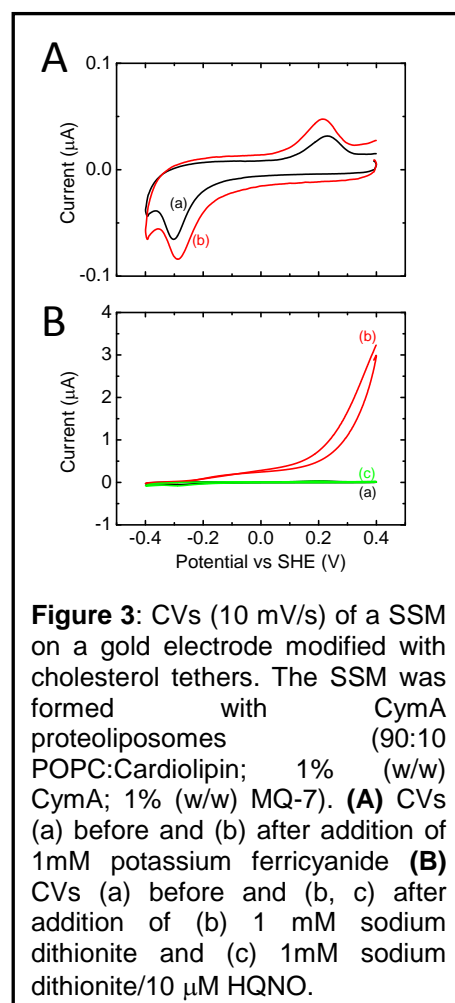 A
0.1
0.0
-0.1
Current (μA)
(a)
(b)
B
4
3
2
1
0
-1
Current (μA)
(b)
(c)
(a)
-0.4 -0.2 0.0 0.2 0.4
Potential vs SHE (V)
Figure 3: CVs (10 mV/s) of a SSM
on a gold electrode modified with
cholesterol tethers. The SSM was
formed with CymA
proteoliposomes (90:10
POPC:Cardiolipin; 1% (w/w)
CymA; 1% (w/w) MQ-7). (A) CVs
(a) before and (b) after addition of
1mM potassium ferricyanide (B)
CVs (a) before and (b, c) after
addition of (b) 1 mM sodium
dithionite and (c) 1mM sodium
dithionite/10 μM HQNO.